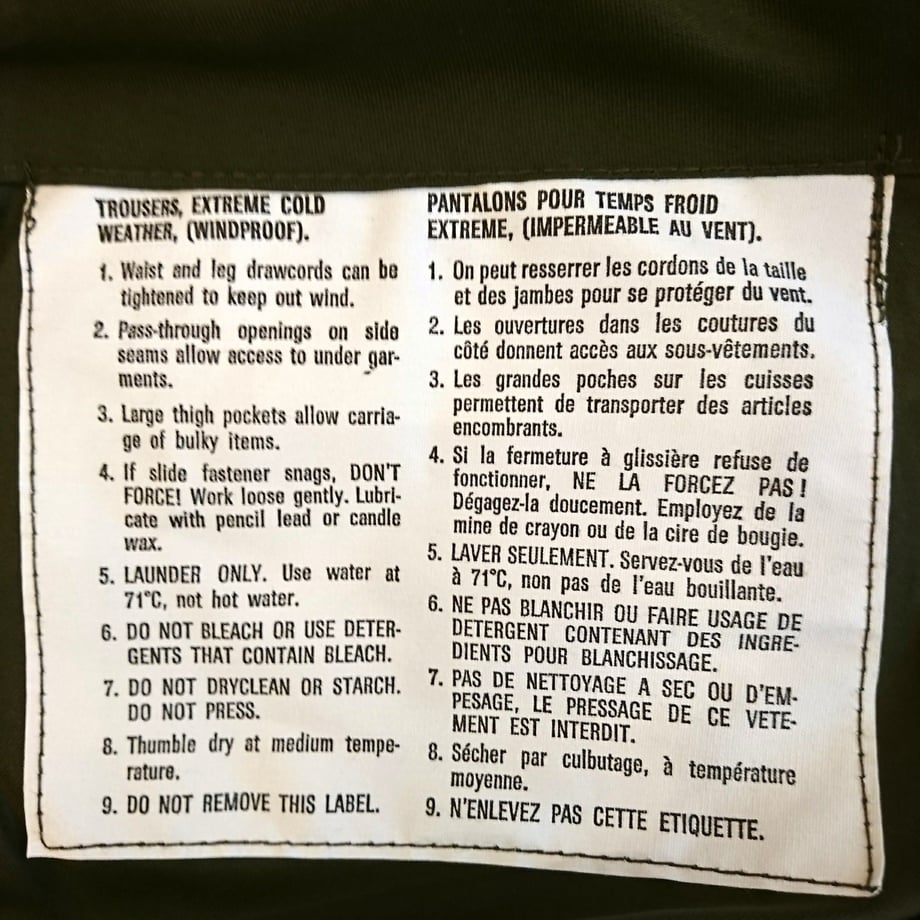 TROUSERS, EXTREME COLD
WEATHER, (WINDPROOF).
1. Waist and leg drawcords can be
tightened to keep out wind.
2. Pass-through openings on side
seams allow access to under gar-
ments.
3. Large thigh pockets allow carria-
ge of bulky items.
4. If slide fastener snags, DON'T
FORCE! Work loose gently. Lubri-
cate with pencil lead or candle
wax.
5. LAUNDER ONLY. Use water at
71°C, not hot water.
6. DO NOT BLEACH OR USE DETER-
GENTS THAT CONTAIN BLEACH.
7. DO NOT DRYCLEAN OR STARCH.
DO NOT PRESS.
8. Thumble dry at medium tempe-
rature.
9. DO NOT REMOVE THIS LABEL.
PANTALONS POUR TEMPS FROID
EXTREME, (IMPERMEABLE AU VENT).
1. On peut resserrer les cordons de la taille
et des jambes pour se protéger du vent.
2. Les ouvertures dans les coutures du
côté donnent accès aux sous-vêtements.
3. Les grandes poches sur les cuisses
permettent de transporter des articles
encombrants.
4. Si la fermeture à glissière refuse de
fonctionner, NE LA FORCEZ PAS!
Dégagez-la doucement. Employez de la
mine de crayon ou de la cire de bougie.
5. LAVER SEULEMENT. Servez-vous de l'eau
à 71°C, non pas de l'eau bouillante.
6. NE PAS BLANCHIR OU FAIRE USAGE DE
DETERGENT CONTENANT DES INGRE-
DIENTS POUR BLANCHISSAGE.
7. PAS DE NETTOYAGE A SEC OU D'EM-
PESAGE, LE PRESSAGE DE CE VETE-
MENT EST INTERDIT.
8. Sécher par culbutage, à température
moyenne.
9. N'ENLEVEZ PAS CETTE ETIQUETTE.